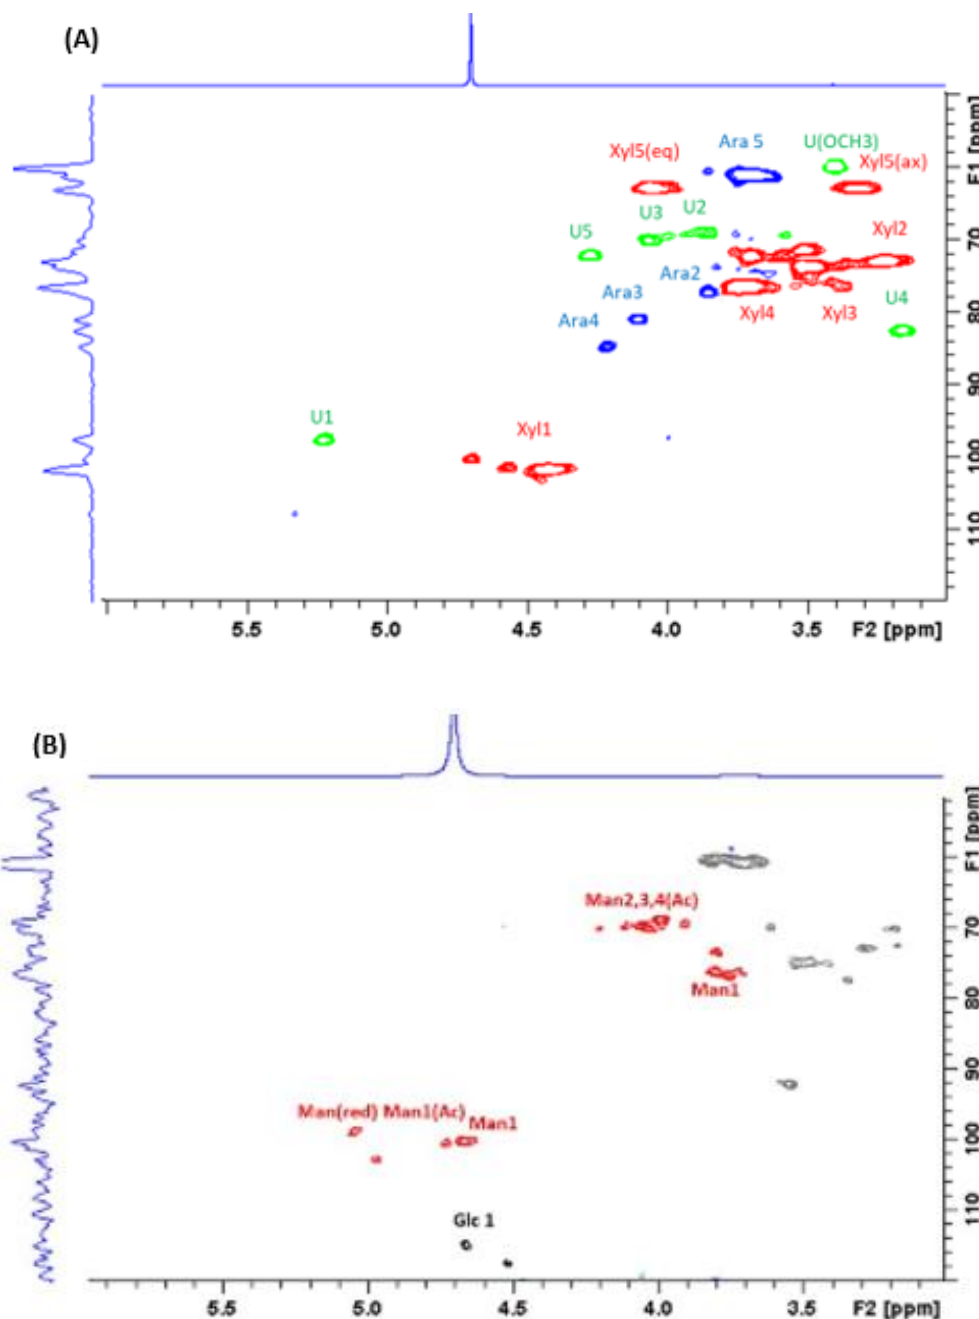 (A)
U(OCH3)
Ara 5
Xyl5(eq)
Xyl5(ax)
U2
U3
U5
Xyl2
Ara2
Ara3
U4
Ara4
Xyl4
Xyl3
U1
Xyl1
F1 [ppm]
70
80
90
100
110
5.5
5.0
4.5
4.0
3.5
F2 [ppm]
(B)
Man2,3,4(Ac)
Man1
Man(red) Man1(Ac)
Man1
Glc 1
F1 [ppm]
70
80
90
100
110
5.5
5.0
4.5
4.0
3.5
F2 [ppm]